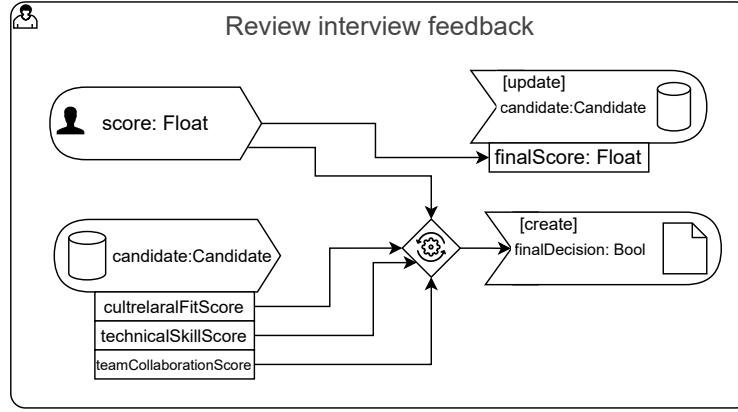 Review interview feedback
score: Float
[update]
candidate:Candidate
finalScore: Float
candidate:Candidate
cultrelaralFitScore
technicalSkillScore
teamCollaborationScore
[create]
finalDecision: Bool